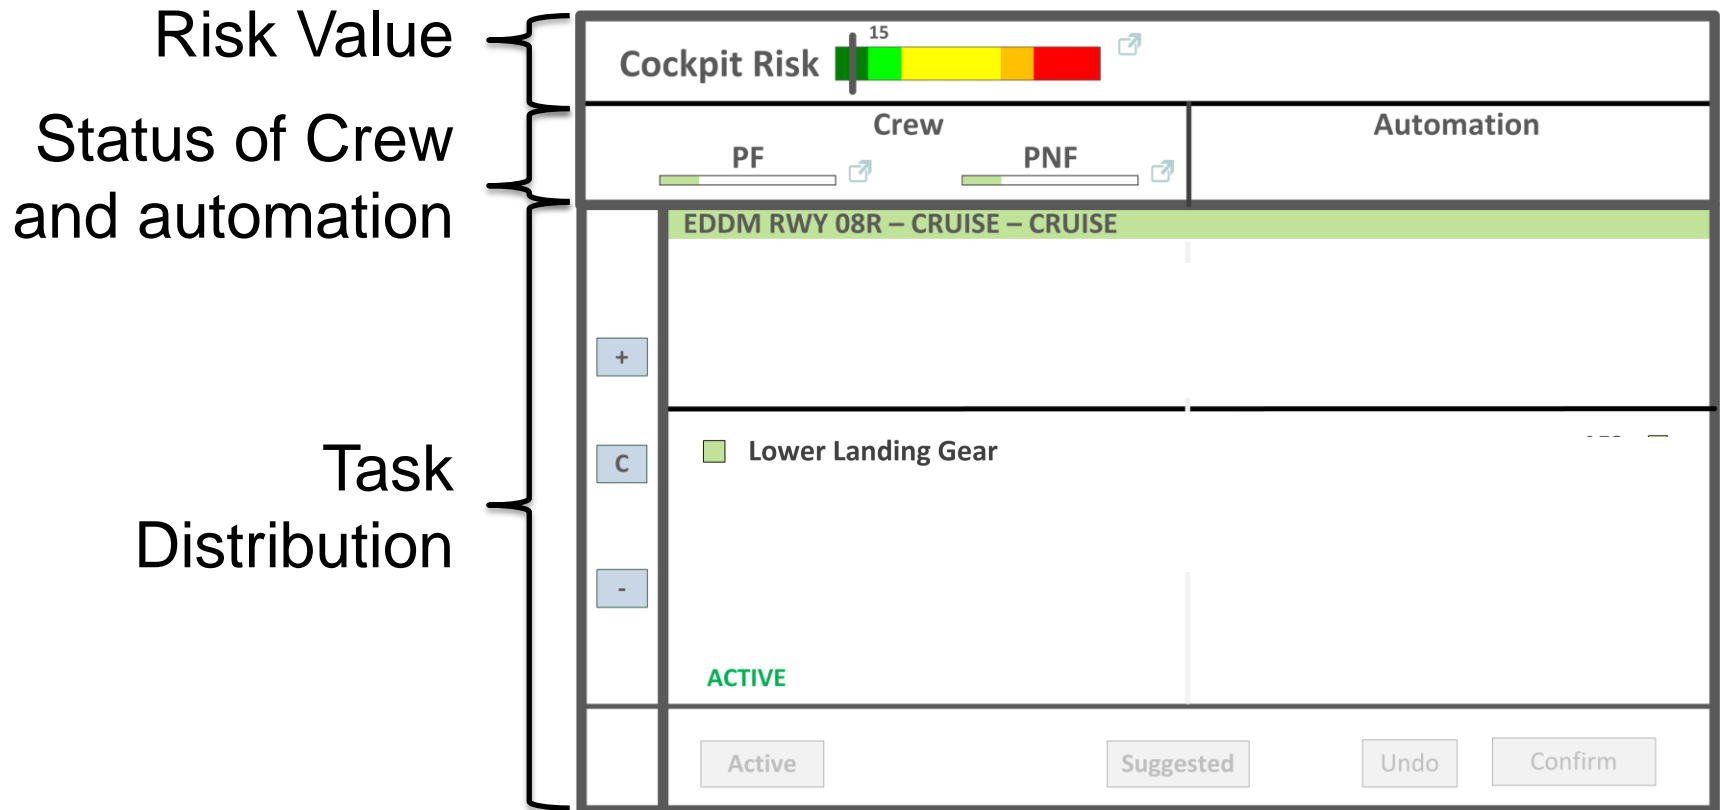 Risk Value
Status of Crew
and automation
Task
Distribution
15
Cockpit Risk
Crew
Automation
PF
PNF
EDDM RWY 08R – CRUISE – CRUISE
+
C
Lower Landing Gear
-
ACTIVE
Active
Suggested
Undo
Confirm